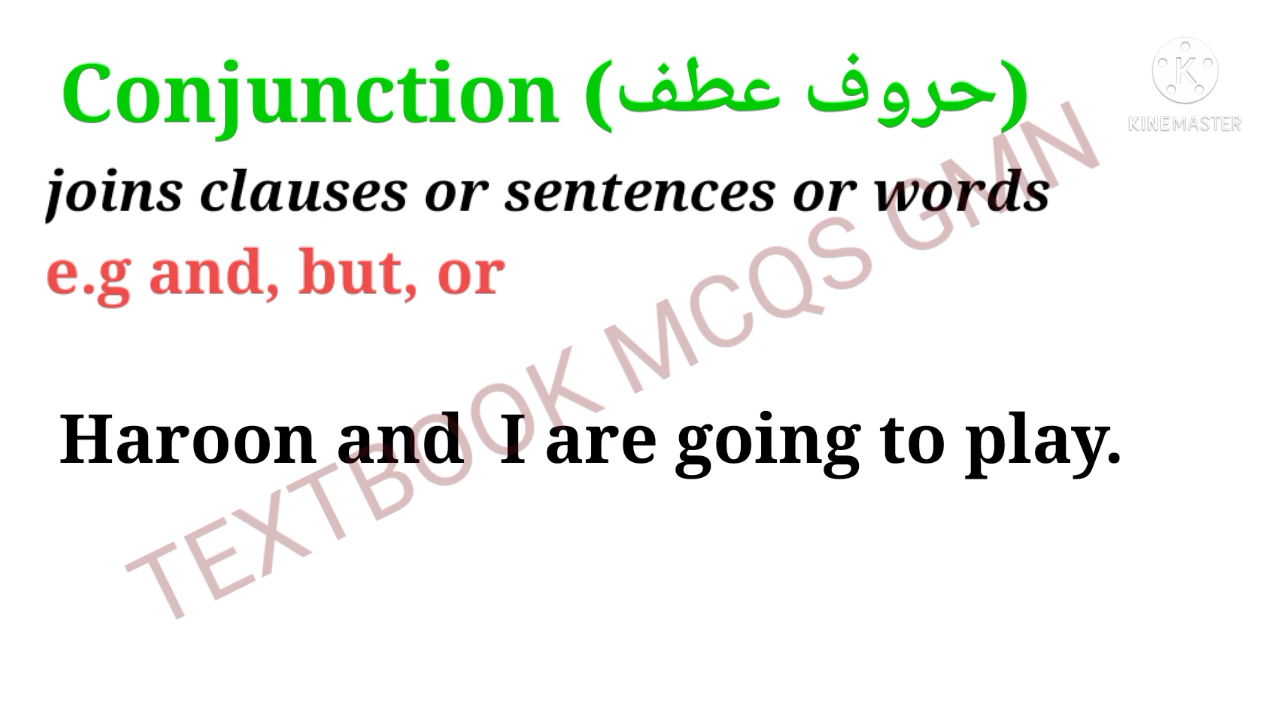 Conjunction (حروف عطف)
joins clauses or sentences or words
e.g and, but, or
Haroon and  I are going to play.
TEXTBOOK MCQS GMN
K
KINEMASTER